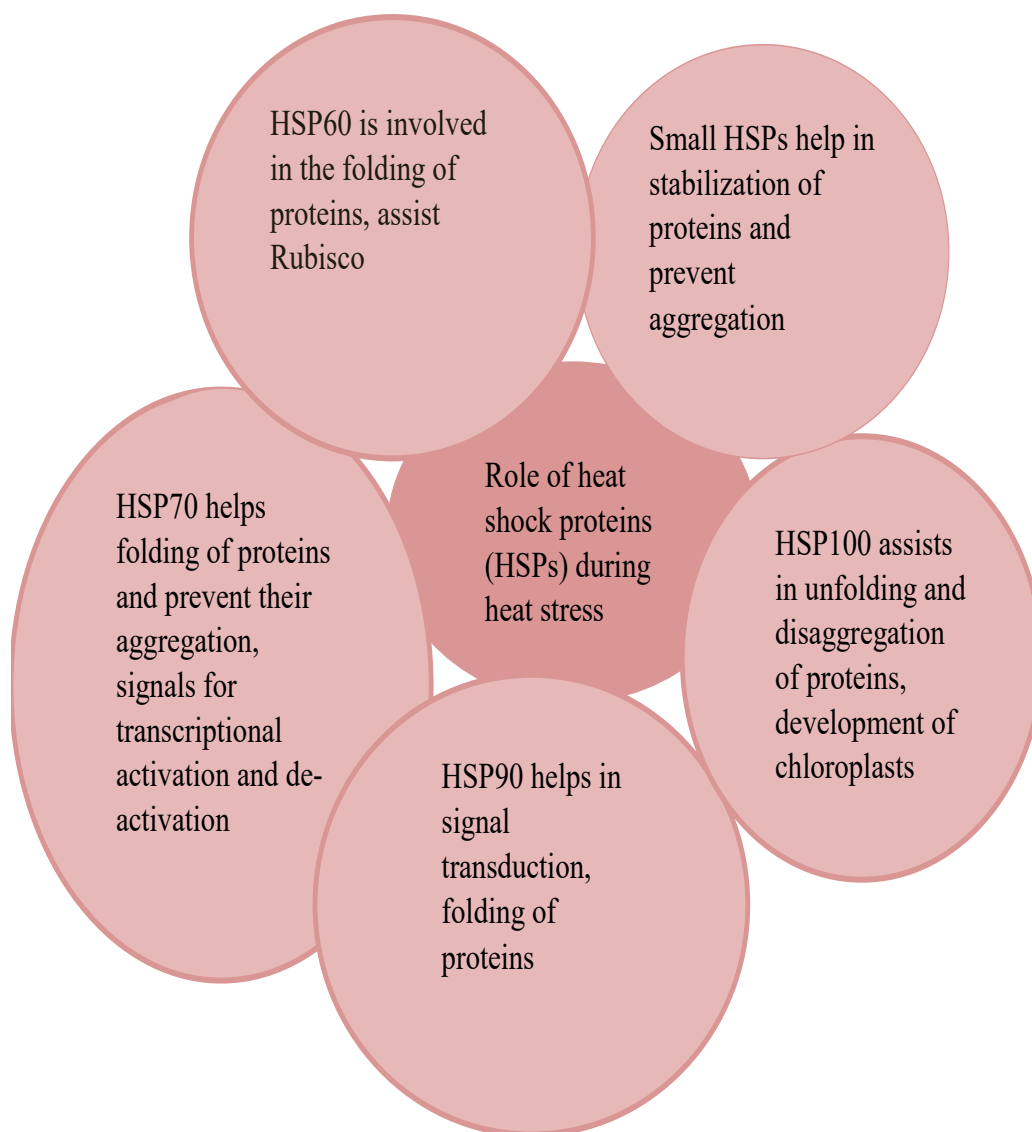 HSP60 is involved
in the folding of
proteins, assist
Rubisco
Small HSPs help in
stabilization of
proteins and
prevent
aggregation
Role of heat
shock proteins
(HSPs) during
heat stress
HSP70 helps
folding of proteins
and prevent their
aggregation,
signals for
transcriptional
activation and de-
activation
HSP100 assists
in unfolding and
disaggregation
of proteins,
development of
chloroplasts
HSP90 helps in
signal
transduction,
folding of
proteins